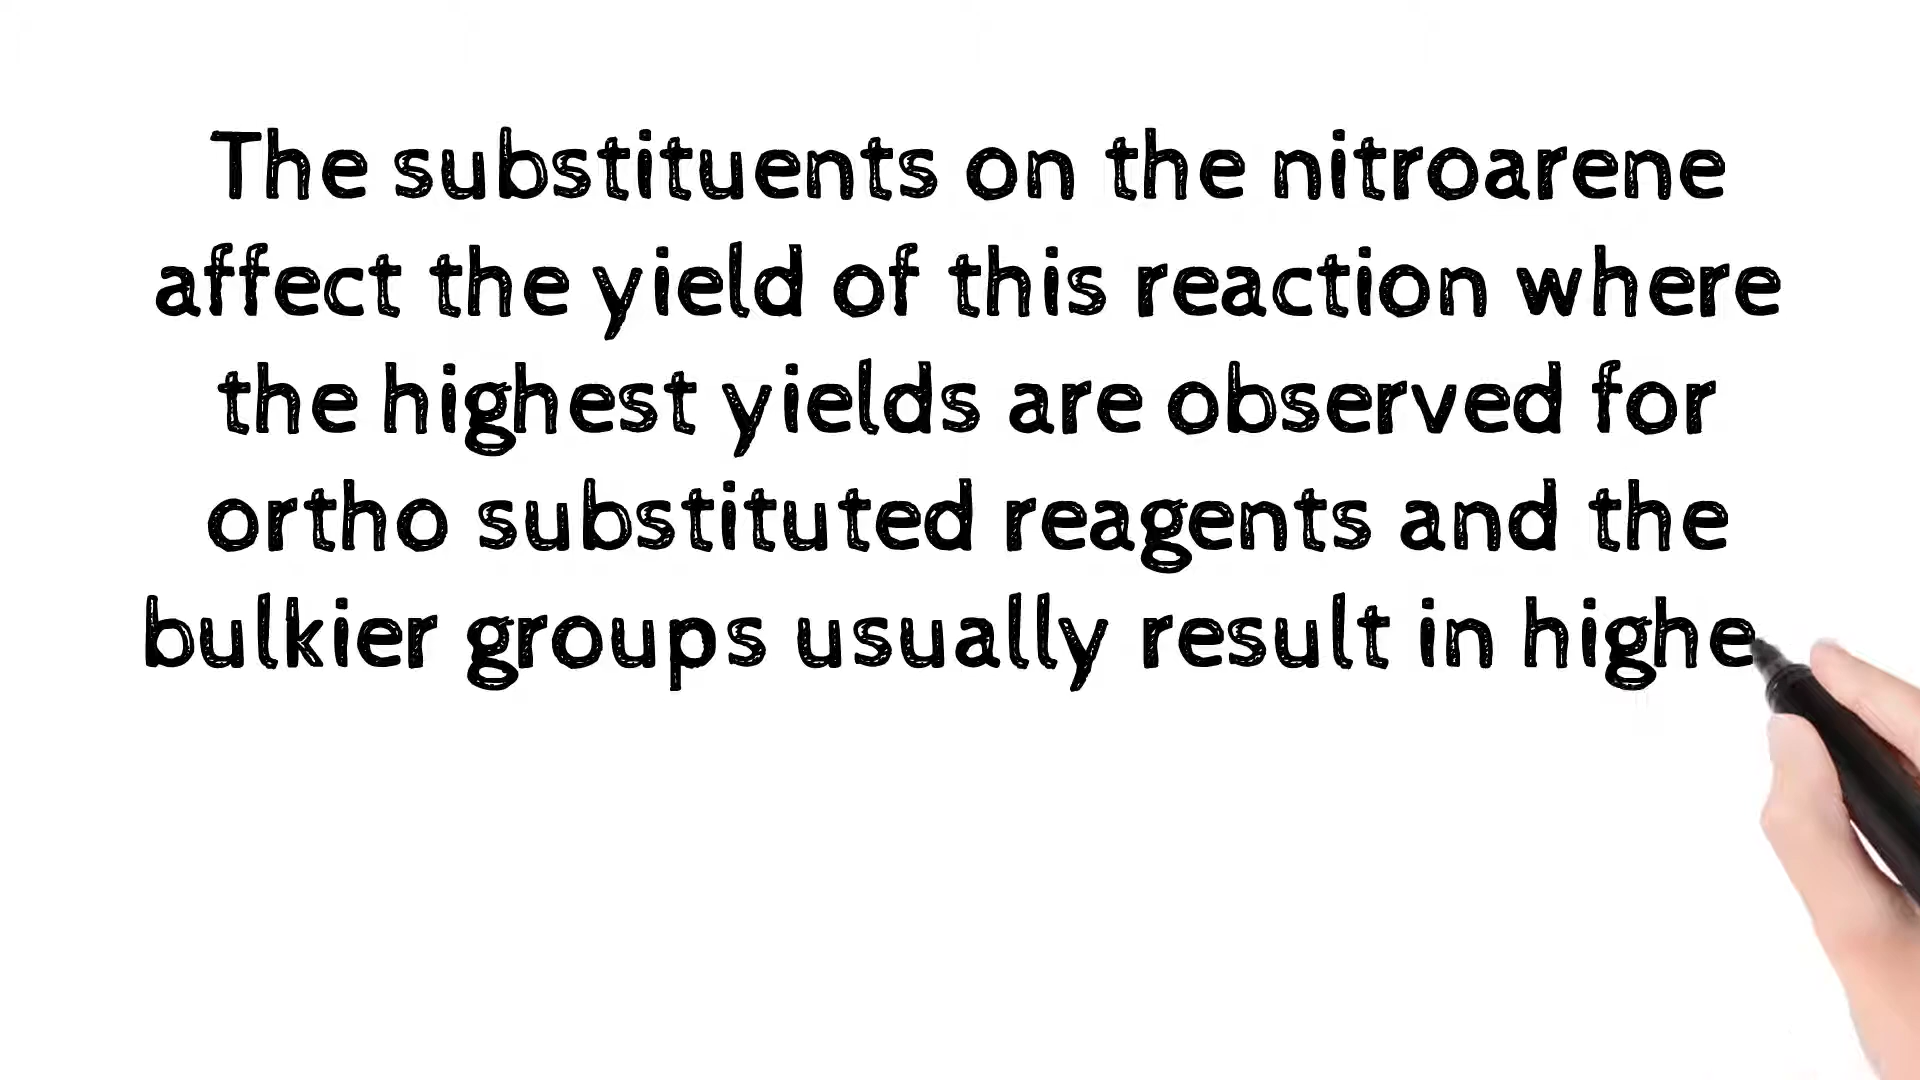 The substituents on the nitroarene
affect the yield of this reaction where
the highest yields are observed for
ortho substituted reagents and the
bulkier groups usually result in highe